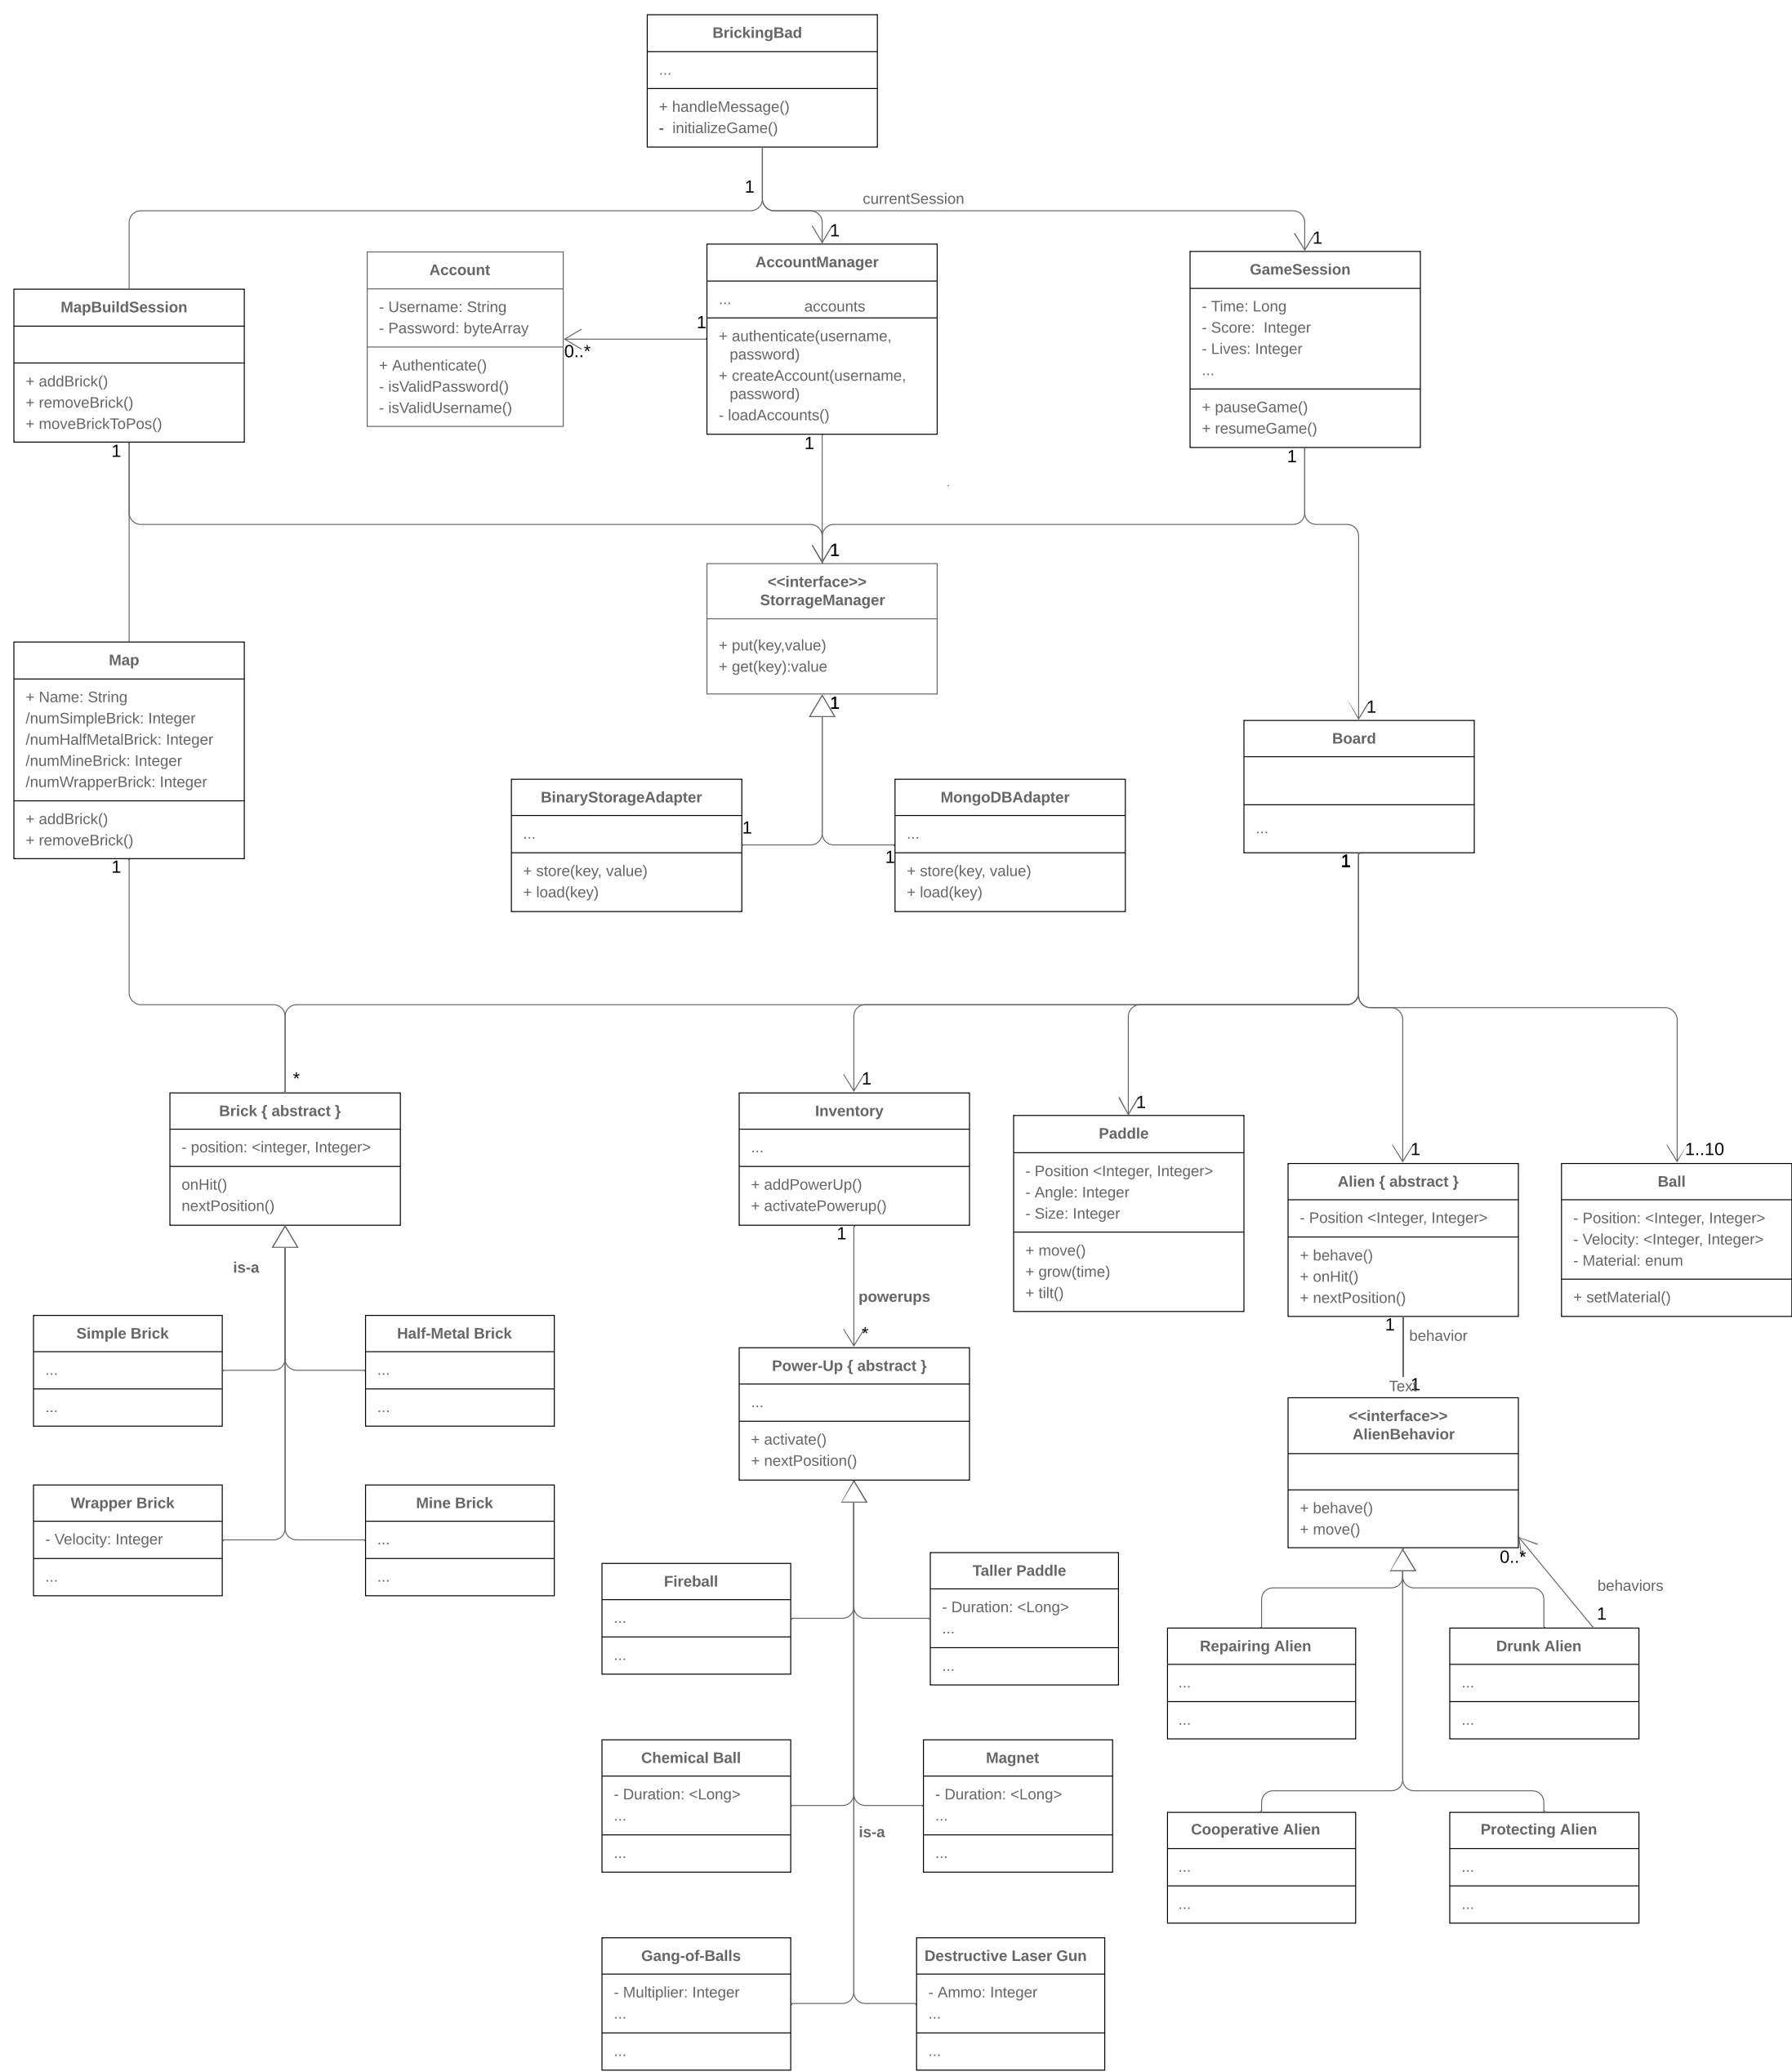 BrickingBad
...
+ handleMessage()
- initializeGame()
1
currentSession
1
1
Account
- Username: String
- Password: byteArray
+ Authenticate()
- isValidPassword()
- isValidUsername()
AccountManager
...
accounts
+ authenticate(username,
password)
+ createAccount(username,
password)
- loadAccounts()
1
0..*
1
GameSession
- Time: Long
- Score: Integer
- Lives: Integer
...
+ pauseGame()
+ resumeGame()
1
MapBuildSession
+ addBrick()
+ removeBrick()
+ moveBrickToPos()
1
1
<<interface>>
StorrageManager
+ put(key,value)
+ get(key):value
1
Map
+ Name: String
/numSimpleBrick: Integer
/numHalfMetalBrick: Integer
/numMineBrick: Integer
/numWrapperBrick: Integer
+ addBrick()
+ removeBrick()
1
BinaryStorageAdapter
...
+ store(key, value)
+ load(key)
1
MongoDBAdapter
...
+ store(key, value)
+ load(key)
1
1
Board
...
1
*
Brick { abstract }
- position: <integer, Integer>
onHit()
nextPosition()
is-a
Simple Brick
...
...
Half-Metal Brick
...
...
Wrapper Brick
- Velocity: Integer
...
Mine Brick
...
...
1
Inventory
...
+ addPowerUp()
+ activatePowerup()
1
powerups
*
Power-Up { abstract }
...
+ activate()
+ nextPosition()
Fireball
...
...
Taller Paddle
- Duration: <Long>
...
...
Chemical Ball
- Duration: <Long>
...
...
Magnet
- Duration: <Long>
...
...
is-a
Gang-of-Balls
- Multiplier: Integer
...
...
Destructive Laser Gun
- Ammo: Integer
...
...
1
Paddle
- Position <Integer, Integer>
- Angle: Integer
- Size: Integer
+ move()
+ grow(time)
+ tilt()
1
Alien { abstract }
- Position <Integer, Integer>
+ behave()
+ onHit()
+ nextPosition()
1
behavior
Text
1
<<interface>>
AlienBehavior
+ behave()
+ move()
0..*
behaviors
1
Repairing Alien
...
...
Drunk Alien
...
...
Cooperative Alien
...
...
Protecting Alien
...
...
1..10
Ball
- Position: <Integer, Integer>
- Velocity: <Integer, Integer>
- Material: enum
+ setMaterial()